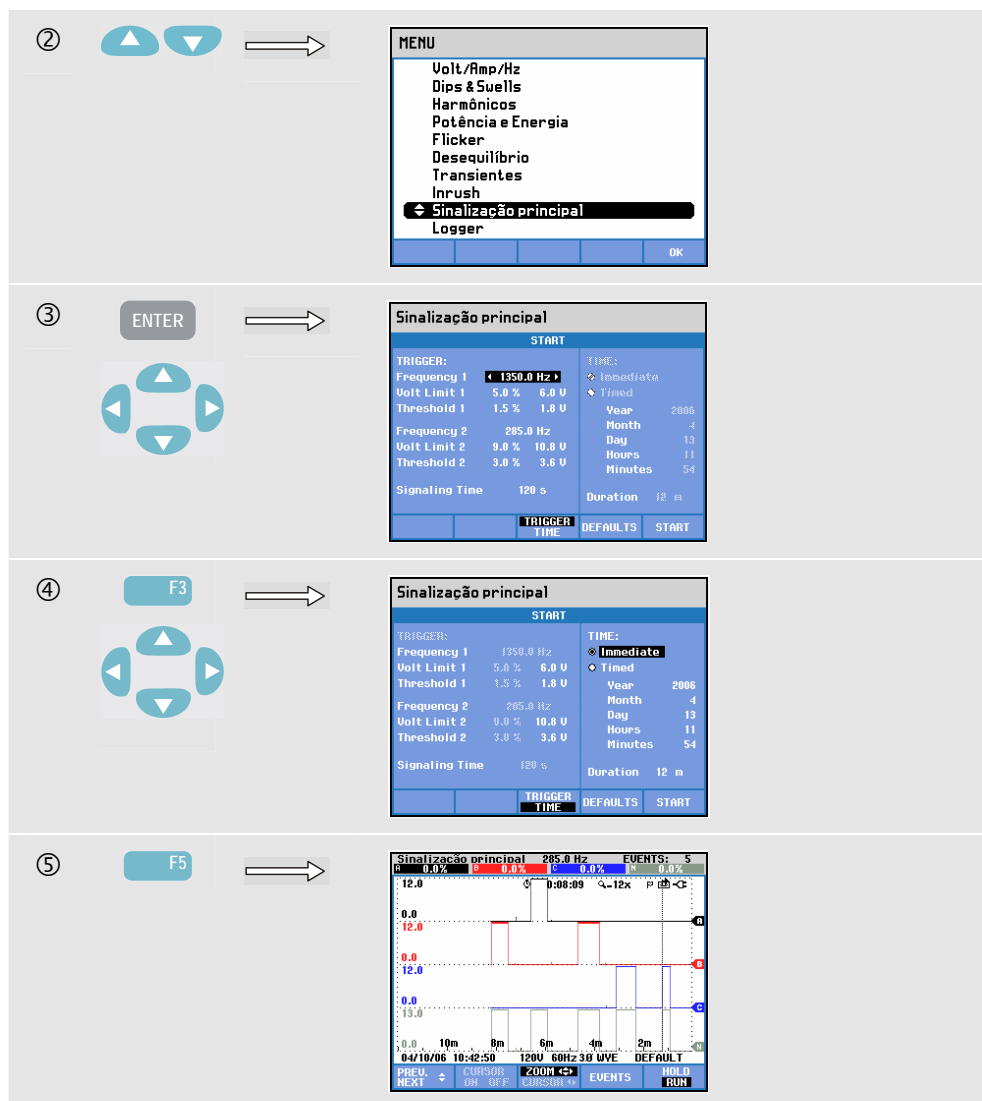 ②
MENU
Volt/Amp/Hz
Dips & Swells
Harmônicos
Potência e Energia
Flicker
Desequilíbrio
Transientes
Inrush
Sinalização principal
Logger
OK
③
ENTER
Sinalização principal
START
TRIGGER:
Frequency 1 1350.0 Hz
Volt Limit 1 5.0 % 6.0 V
Threshold 1 1.5 % 1.8 V
Frequency 2 285.0 Hz
Volt Limit 2 9.0 % 10.8 V
Threshold 2 3.0 % 3.6 V
Signaling Time 120 s
TIME:
Immediate
Timed
Year 2006
Month 4
Day 13
Hours 11
Minutes 54
Duration 12 m
TRIGGER
TIME
DEFAULTS
START
④
F3
Sinalização principal
START
TRIGGER:
Frequency 1 1350.0 Hz
Volt Limit 1 5.0 % 6.0 V
Threshold 1 1.5 % 1.8 V
Frequency 2 285.0 Hz
Volt Limit 2 9.0 % 10.8 V
Threshold 2 3.0 % 3.6 V
Signaling Time 120 s
TIME:
Immediate
Timed
Year 2006
Month 4
Day 13
Hours 11
Minutes 54
Duration 12 m
TRIGGER
TIME
DEFAULTS
START
⑤
F5
Sinalização principal 285.0 Hz EVENTS: 5
A 0.0% B 0.0% C 0.0% N 0.0%
12.0 0:08:09 -12x
0.0 A
12.0
0.0 B
12.0
0.0 C
13.0
0.0 10m 8m 6m 4m 2m N
04/10/06 10:42:50 120V 60Hz 3Ø WYE DEFAULT
PREV. NEXT
CURSOR ON OFF
ZOOM CURSOR
EVENTS
HOLD RUN